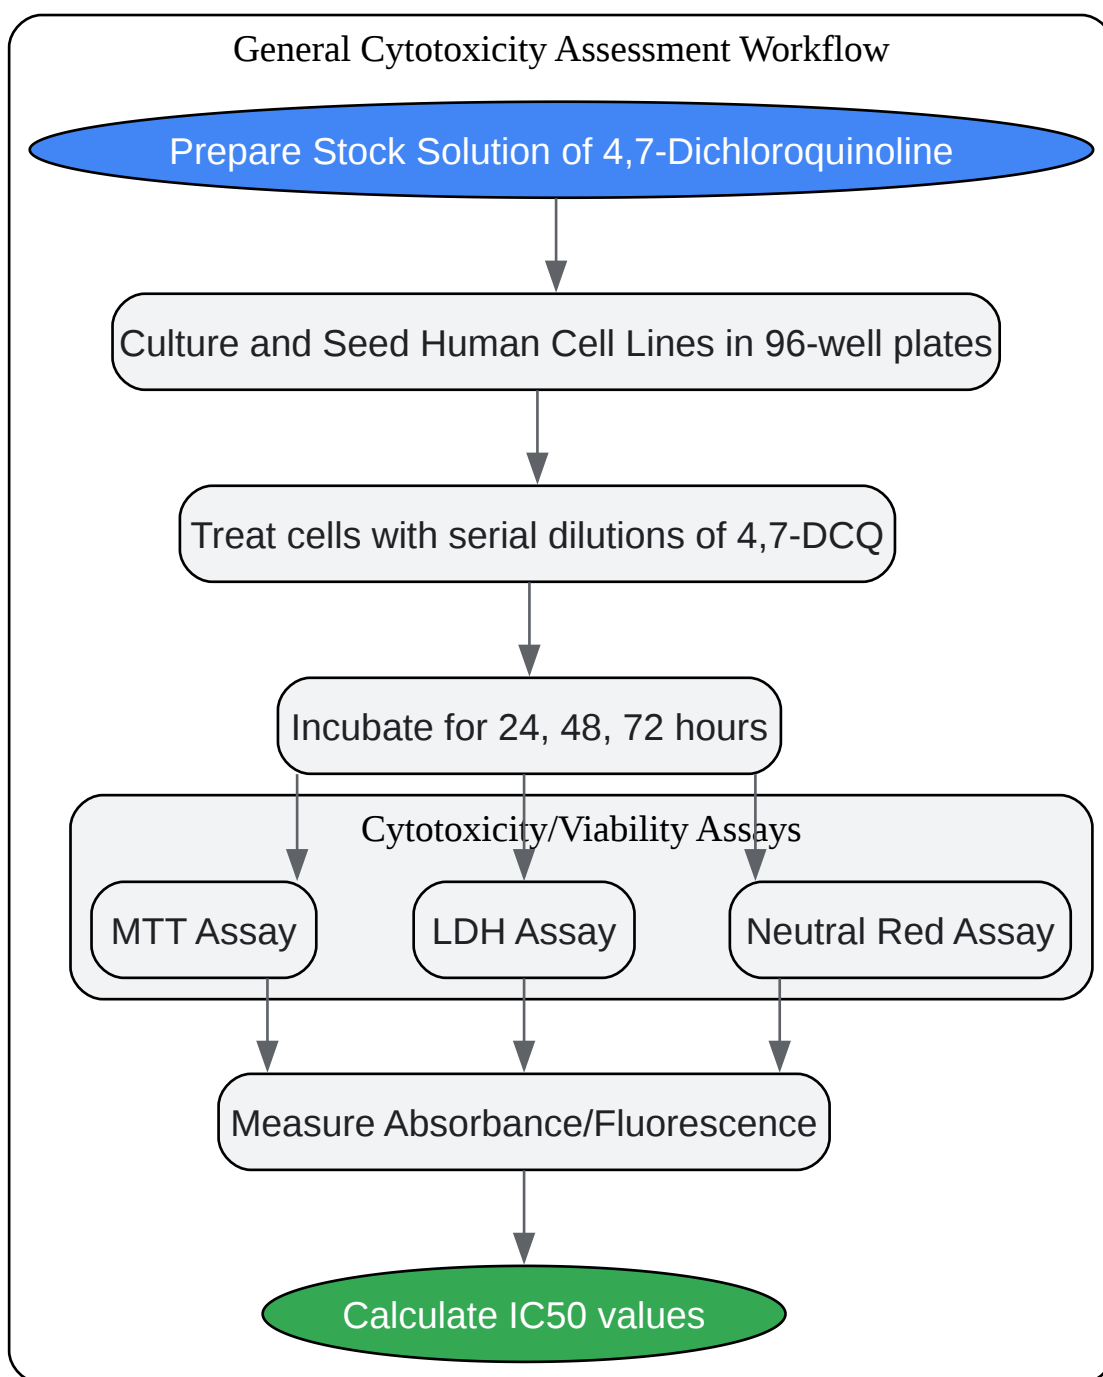 General Cytotoxicity Assessment Workflow
Prepare Stock Solution of 4,7-Dichloroquinoline
Culture and Seed Human Cell Lines in 96-well plates
Treat cells with serial dilutions of 4,7-DCQ
Incubate for 24, 48, 72 hours
Cytotoxicity/Viability Assays
MTT Assay
LDH Assay
Neutral Red Assay
Measure Absorbance/Fluorescence
Calculate IC50 values